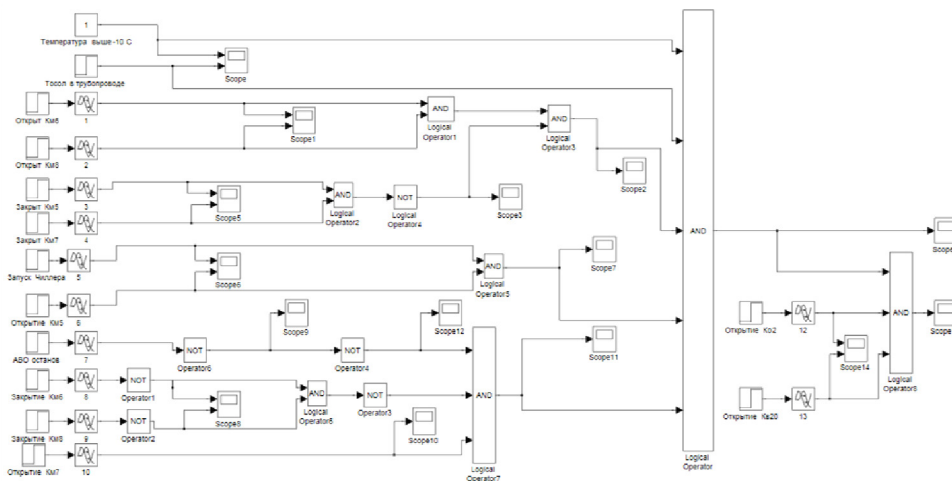 1
Температура выше -10 С
Scope
Тосол в трубопроводе
Открыт Км6
1
AND
Logical
Operator1
Scope1
AND
Logical
Operator3
Открыт Км8
2
Scope2
Закрыт Км5
3
Scope5
AND
Logical
Operator2
NOT
Logical
Operator4
Scope3
Закрыт Км7
4
AND
Scope
Запуск Чиллера
5
Scope6
AND
Logical
Operator5
Scope7
Открытие Км5
6
Scope9
Scope12
Открытие Кв2
12
AND
Scope
АВО останов
7
NOT
Operator6
NOT
Operator4
Scope11
Scope14
Закрытие Км6
8
NOT
Operator1
Scope8
AND
Logical
NOT
Operator3
AND
Logical
Закрытие Км8
9
NOT
Operator2
Scope10
Открытие Кв20
13
Открытие Км7
10
Logical
Operator7
Logical
Operator